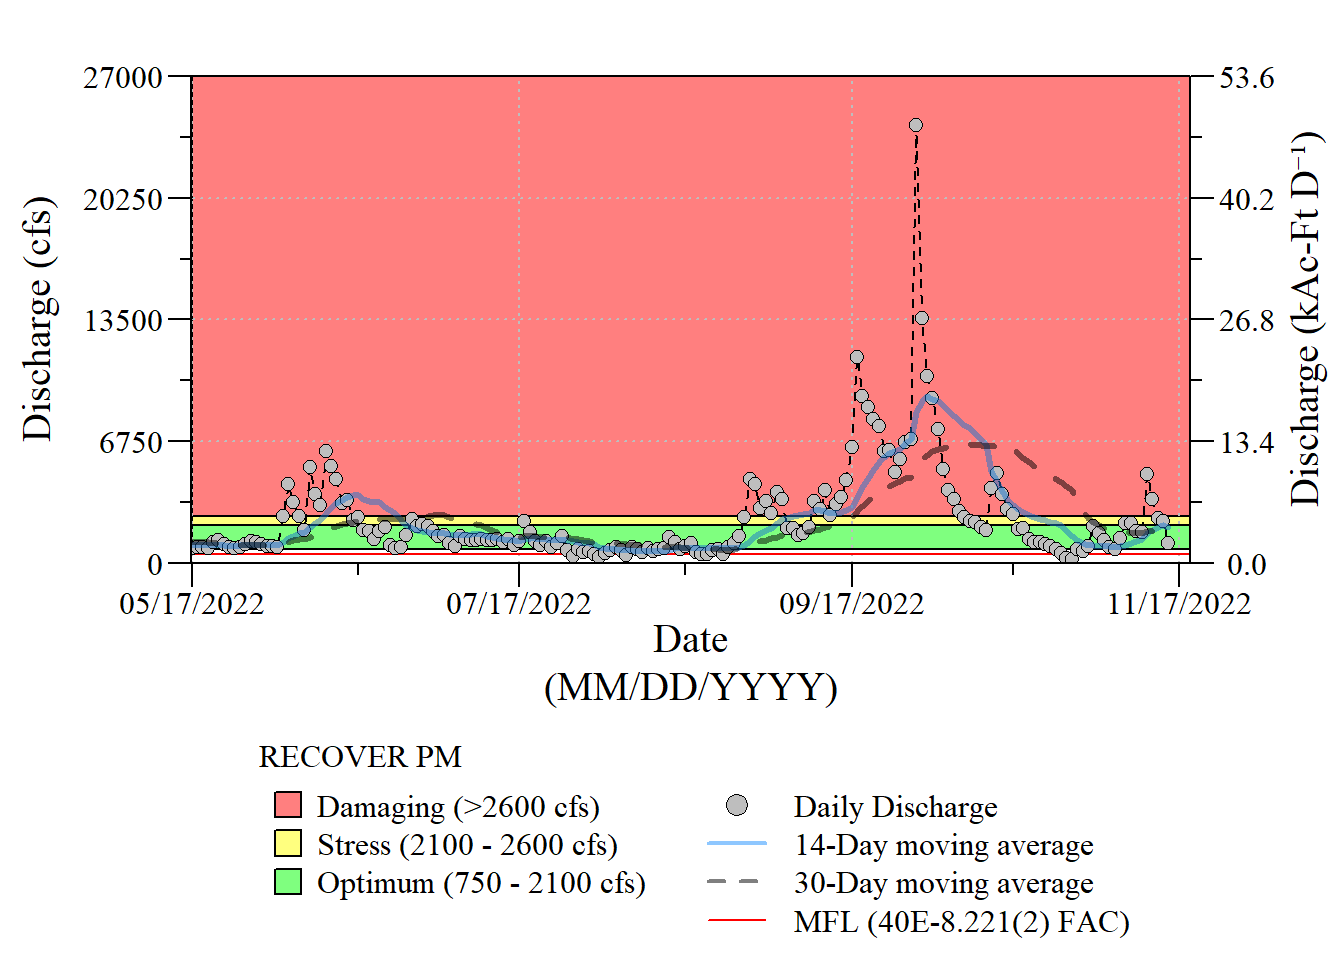 27000
20250
13500
6750
0
Discharge (cfs)
53.6
40.2
26.8
13.4
0.0
Discharge (kAc-Ft D⁻¹)
05/17/2022
07/17/2022
09/17/2022
11/17/2022
Date
(MM/DD/YYYY)
RECOVER PM
Damaging (>2600 cfs)
Stress (2100 - 2600 cfs)
Optimum (750 - 2100 cfs)
Daily Discharge
14-Day moving average
30-Day moving average
MFL (40E-8.221(2) FAC)